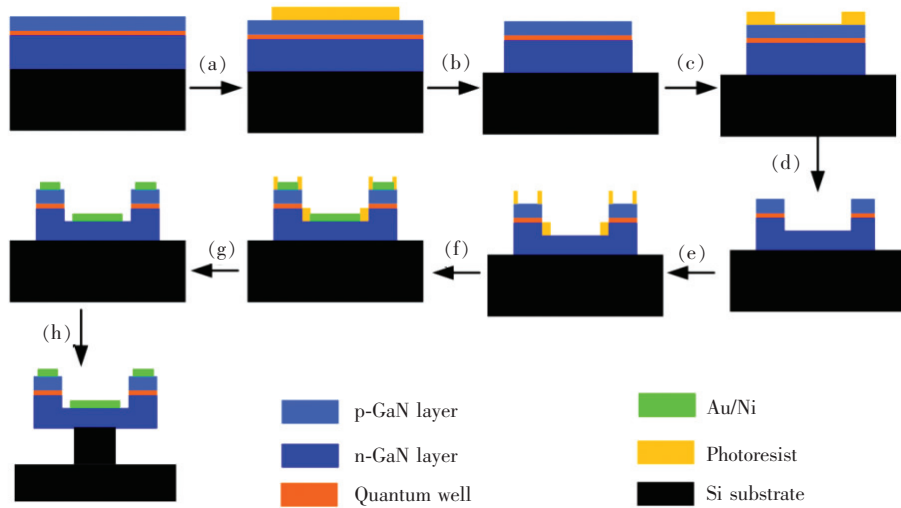 (a)
(b)
(c)
(d)
(e)
(f)
(g)
(h)
p-GaN layer
Au/Ni
n-GaN layer
Photoresist
Quantum well
Si substrate